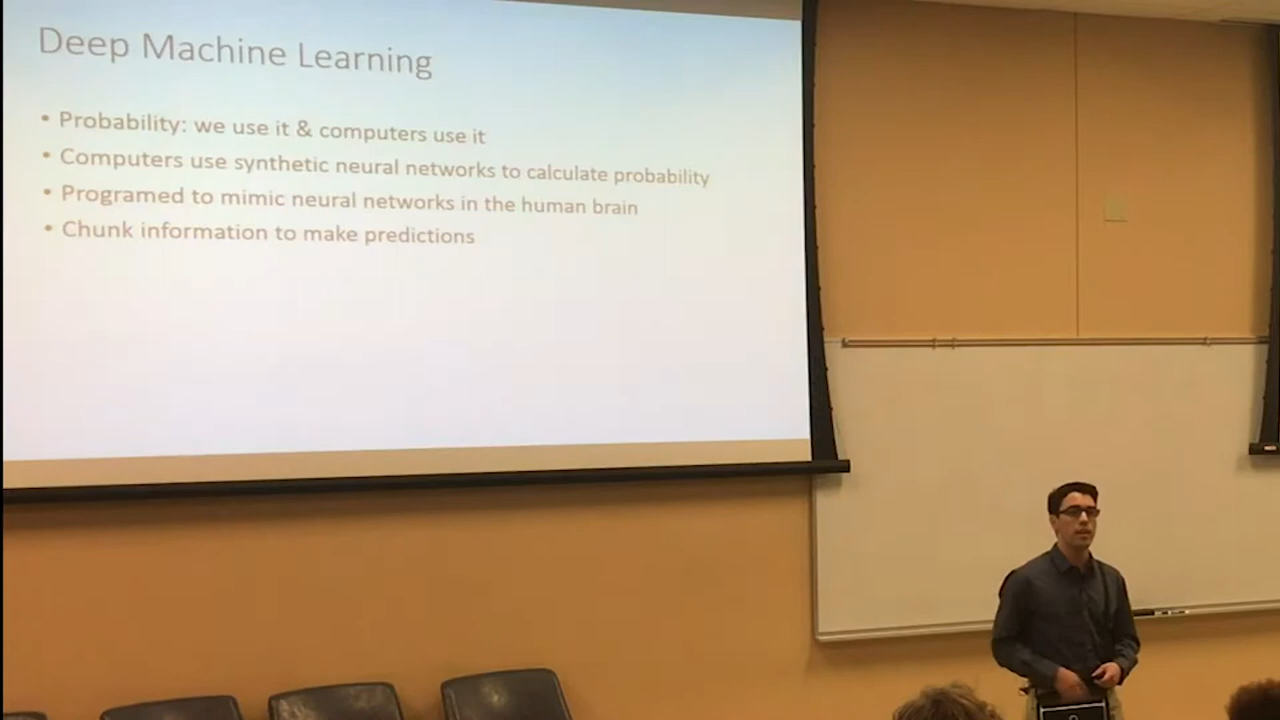 Deep Machine Learning
• Probability: we use it & computers use it
• Computers use synthetic neural networks to calculate probability
• Programed to mimic neural networks in the human brain
• Chunk information to make predictions